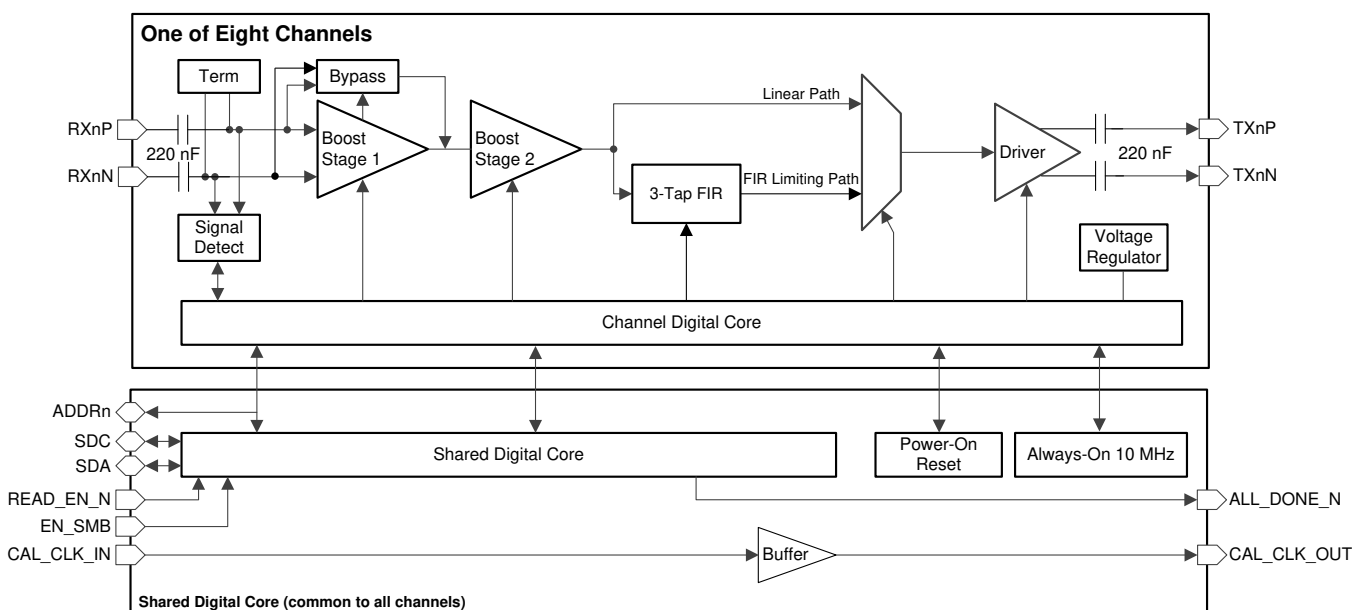 One of Eight Channels
Term
Bypass
RXnP
RXnN
220 nF
Boost
Stage 1
Boost
Stage 2
Linear Path
3-Tap FIR
FIR Limiting Path
Driver
220 nF
TXnP
TXnN
Signal
Detect
Voltage
Regulator
Channel Digital Core
ADDRn
SDC
SDA
READ_EN_N
EN_SMB
CAL_CLK_IN
Shared Digital Core
Power-On
Reset
Always-On 10 MHz
ALL_DONE_N
Buffer
CAL_CLK_OUT
Shared Digital Core (common to all channels)